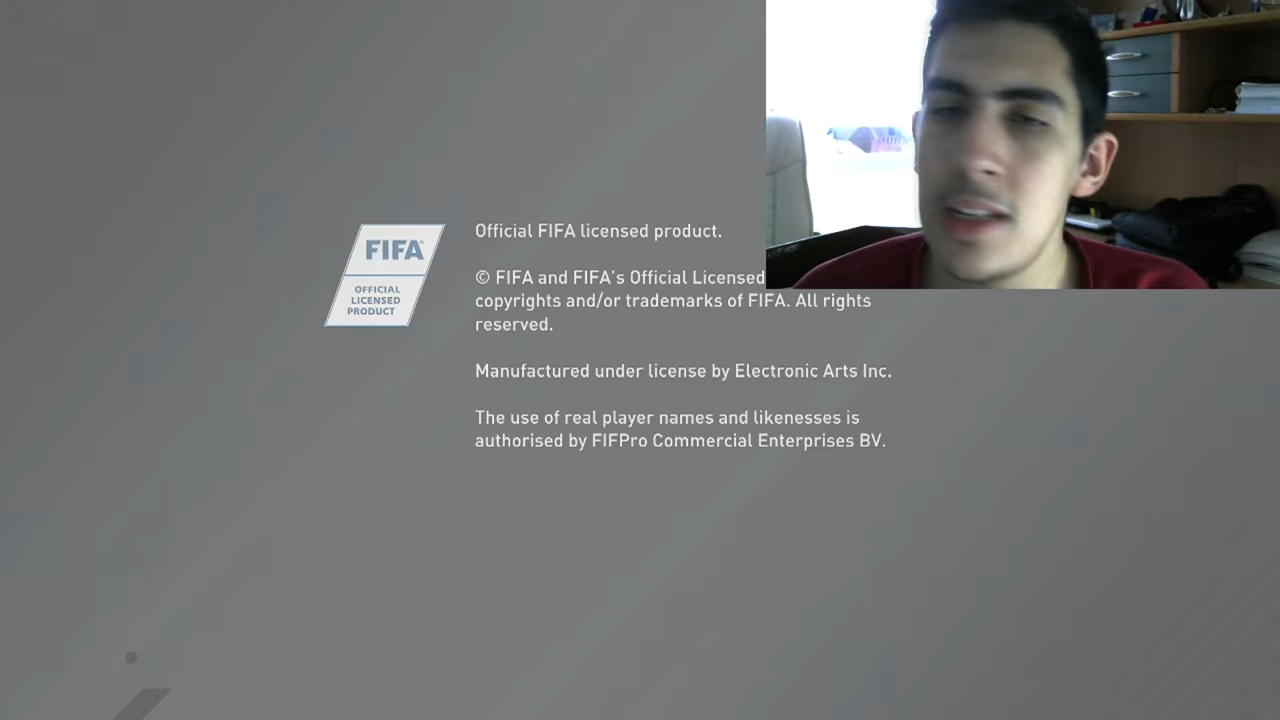 FIFA
OFFICIAL
LICENSED
PRODUCT
Official FIFA licensed product.
© FIFA and FIFA's Official Licensed
copyrights and/or trademarks of FIFA. All rights
reserved.
Manufactured under license by Electronic Arts Inc.
The use of real player names and likenesses is
authorised by FIFPro Commercial Enterprises BV.